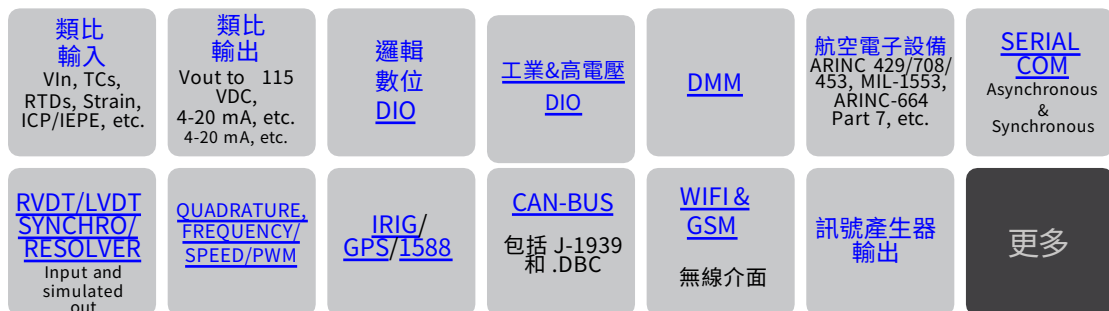 類比
輸入
VIn, TCs,
RTDs, Strain,
ICP/IEPE, etc.
類比
輸出
Vout to 115
VDC,
4-20 mA, etc.
4-20 mA, etc.
邏輯
數位
DIO
工業&高電壓
DIO
DMM
航空電子設備
ARINC 429/708/
453, MIL-1553,
ARINC-664
Part 7, etc.
SERIAL
COM
Asynchronous
&
Synchronous
RVDT/LVDT
SYNCHRO/
RESOLVER
Input and
simulated
out
QUADRATURE,
FREQUENCY/
SPEED/PWM
IRIG/
GPS/1588
CAN-BUS
包括 J-1939
和 .DBC
WIFI &
GSM
無線介面
訊號產生器
輸出
更多